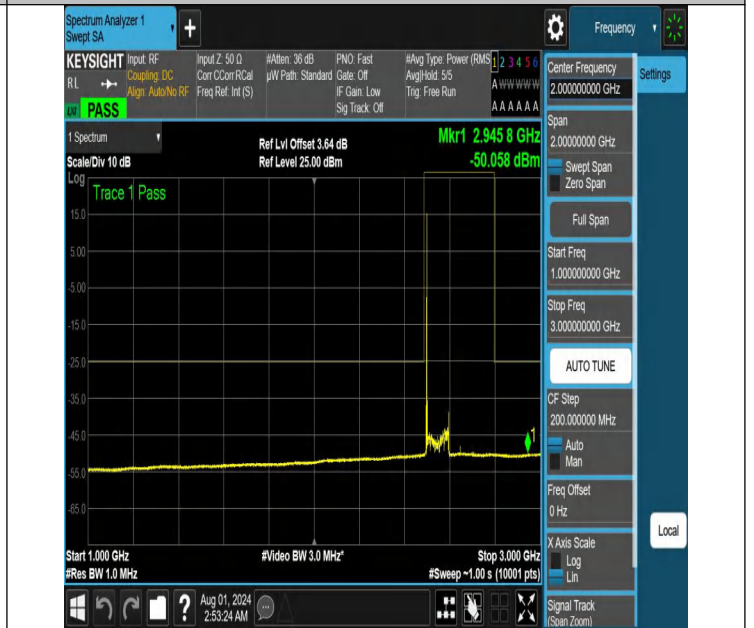 Spectrum Analyzer 1
Swept SA
+
Frequency
KEYSIGHT
RL
LXI
PASS
Input: RF
Coupling: DC
Align: Auto/No RF
Input Z: 50 Ω
Corr CCorr RCal
Freq Ref: Int (S)
#Atten: 36 dB
µW Path: Standard
PNO: Fast
Gate: Off
IF Gain: Low
Sig Track: Off
#Avg Type: Power (RMS
Avg|Hold: 5/5
Trig: Free Run
1 2 3 4 5 6
A W W W W W
A A A A A A
Center Frequency
2.000000000 GHz
Settings
Span
2.00000000 GHz
Swept Span
Zero Span
Full Span
Start Freq
1.000000000 GHz
Stop Freq
3.000000000 GHz
AUTO TUNE
CF Step
200.000000 MHz
Auto
Man
Freq Offset
0 Hz
X Axis Scale
Log
Lin
Signal Track
(Span Zoom)
Local
1 Spectrum
Scale/Div 10 dB
Ref Lvl Offset 3.64 dB
Ref Level 25.00 dBm
Mkr1 2.945 8 GHz
-50.058 dBm
Log
Trace 1 Pass
15.0
5.00
-5.00
-15.0
-25.0
-35.0
-45.0
-55.0
-65.0
1
Start 1.000 GHz
#Res BW 1.0 MHz
#Video BW 3.0 MHz*
Stop 3.000 GHz
#Sweep ~1.00 s (10001 pts)
?
Aug 01, 2024
2:53:24 AM